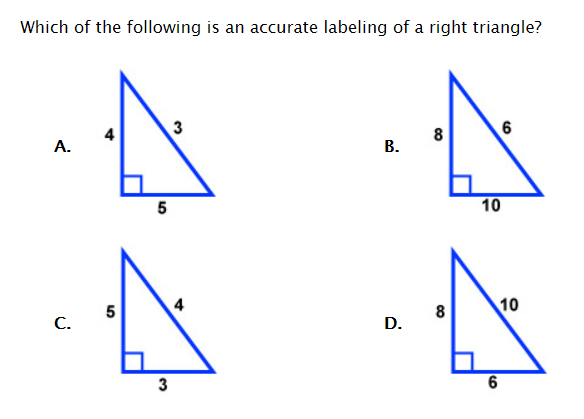 Which of the following is an accurate labeling of a right triangle?
A.
4
3
5
B.
8
6
10
C.
5
4
3
D.
8
10
6